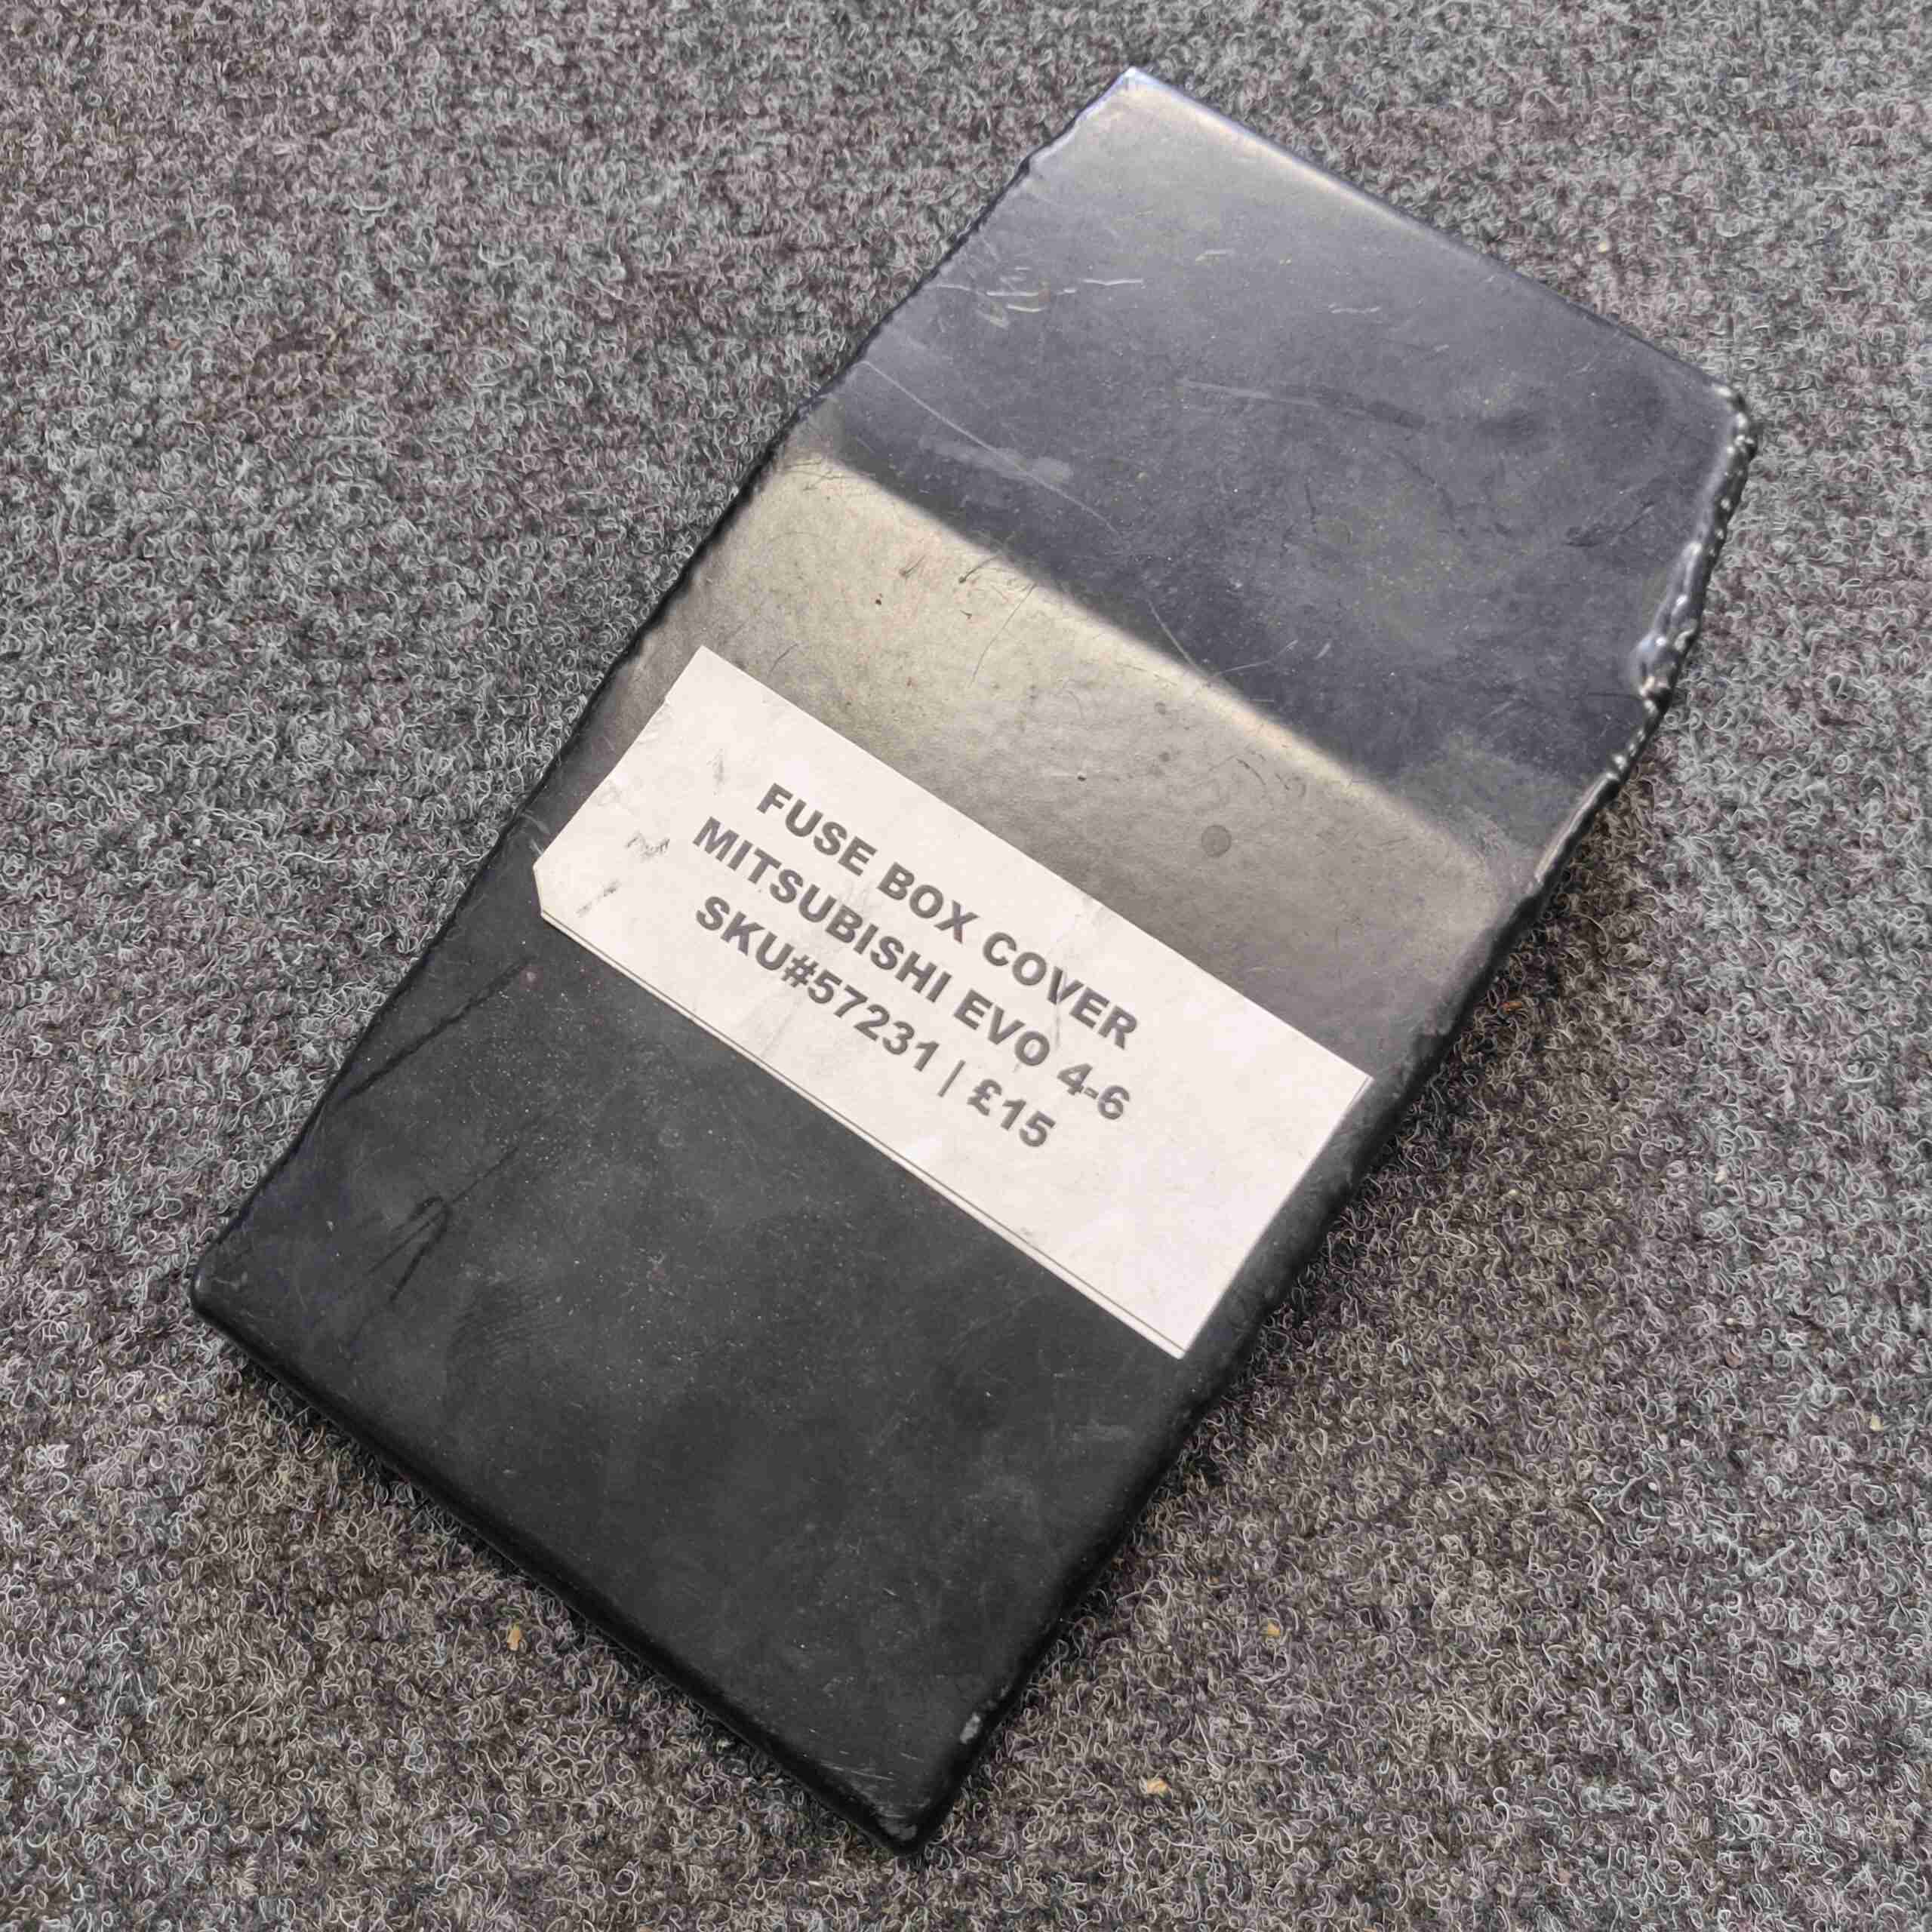 FUSE BOX COVER
MITSUBISHI EVO 4-6
SKU#57231 | £15